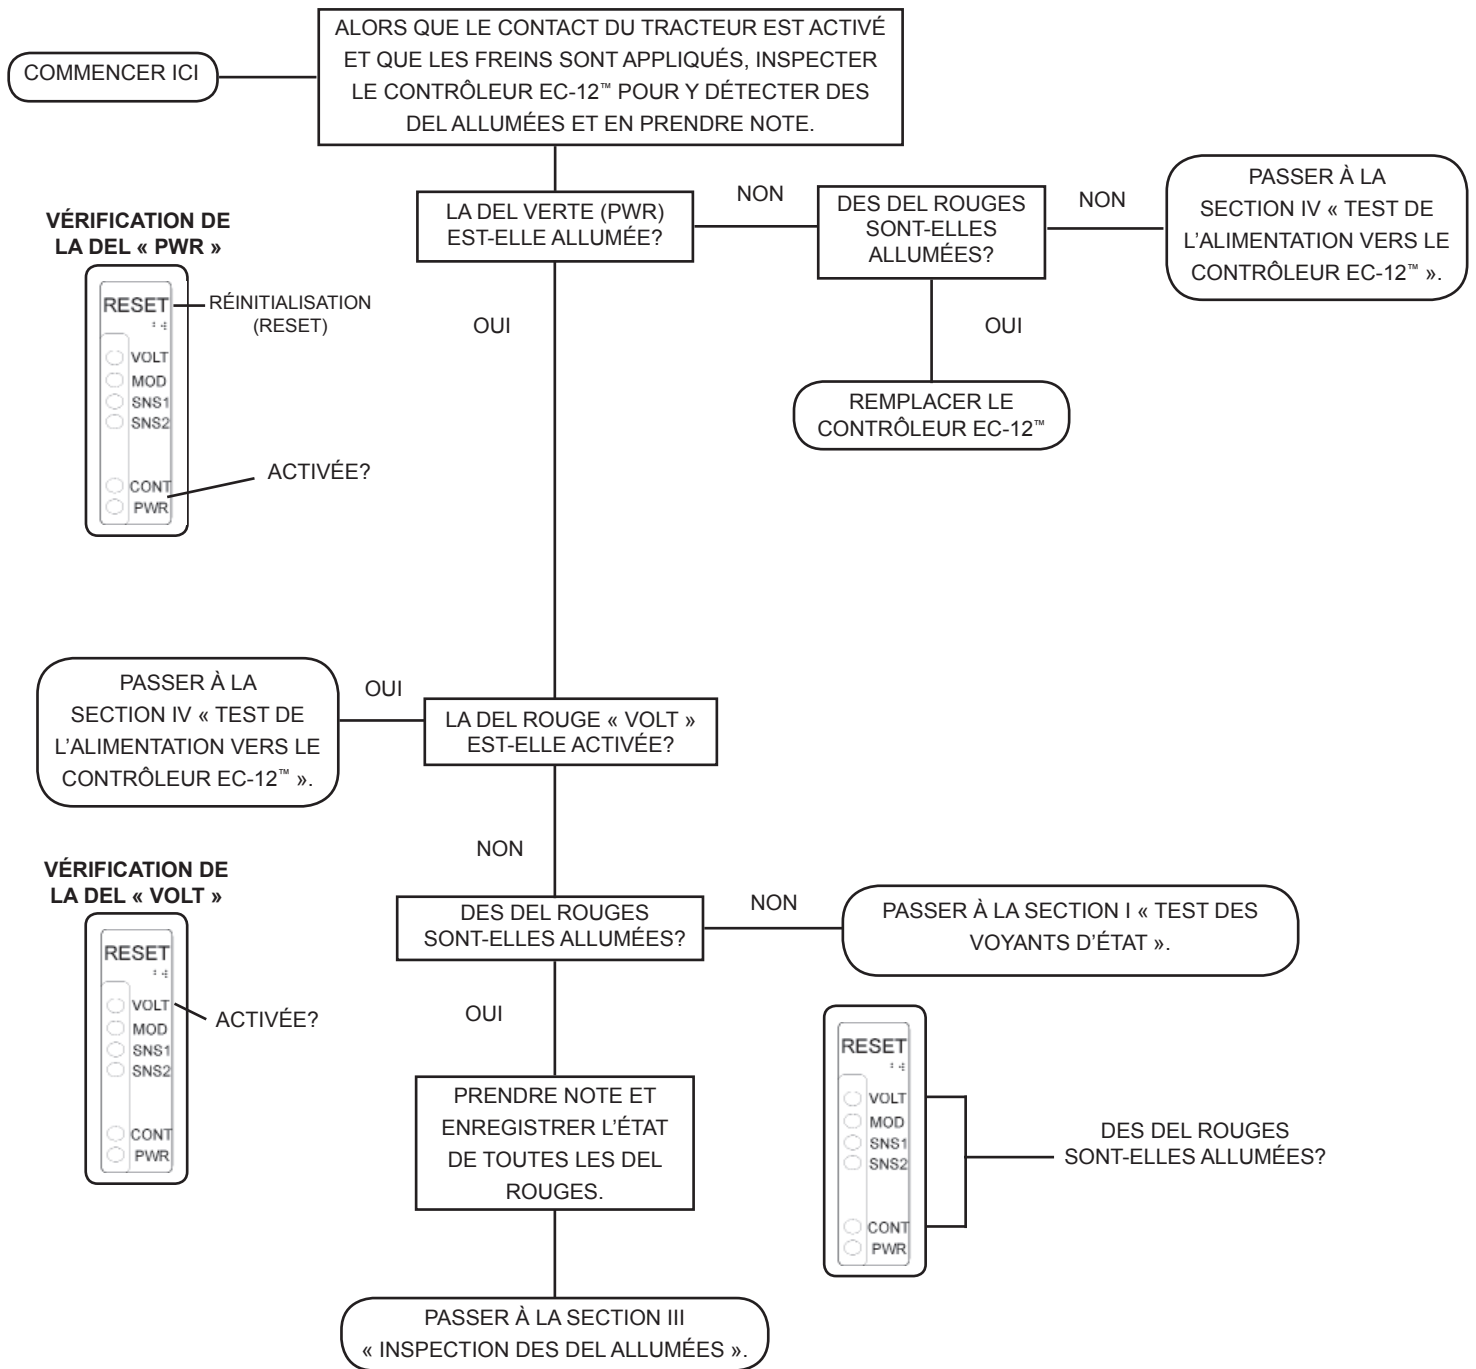 COMMENCER ICI
ALORS QUE LE CONTACT DU TRACTEUR EST ACTIVÉ
ET QUE LES FREINS SONT APPLIQUÉS, INSPECTER
LE CONTRÔLEUR EC-12™ POUR Y DÉTECTER DES
DEL ALLUMÉES ET EN PRENDRE NOTE.
LA DEL VERTE (PWR)
EST-ELLE ALLUMÉE?
NON
DES DEL ROUGES
SONT-ELLES
ALLUMÉES?
NON
PASSER À LA
SECTION IV « TEST DE
L'ALIMENTATION VERS LE
CONTRÔLEUR EC-12™ ».
OUI
OUI
REMPLACER LE
CONTRÔLEUR EC-12™
VÉRIFICATION DE
LA DEL « PWR »
RESET
RÉINITIALISATION
(RESET)
VOLT
MOD
SNS1
SNS2
CONT
PWR
ACTIVÉE?
LA DEL ROUGE « VOLT »
EST-ELLE ACTIVÉE?
OUI
PASSER À LA
SECTION IV « TEST DE
L'ALIMENTATION VERS LE
CONTRÔLEUR EC-12™ ».
NON
VÉRIFICATION DE
LA DEL « VOLT »
RESET
VOLT
MOD
SNS1
SNS2
CONT
PWR
ACTIVÉE?
DES DEL ROUGES
SONT-ELLES ALLUMÉES?
NON
PASSER À LA SECTION I « TEST DES
VOYANTS D'ÉTAT ».
OUI
PRENDRE NOTE ET
ENREGISTRER L'ÉTAT
DE TOUTES LES DEL
ROUGES.
RESET
VOLT
MOD
SNS1
SNS2
CONT
PWR
DES DEL ROUGES
SONT-ELLES ALLUMÉES?
PASSER À LA SECTION III
« INSPECTION DES DEL ALLUMÉES ».